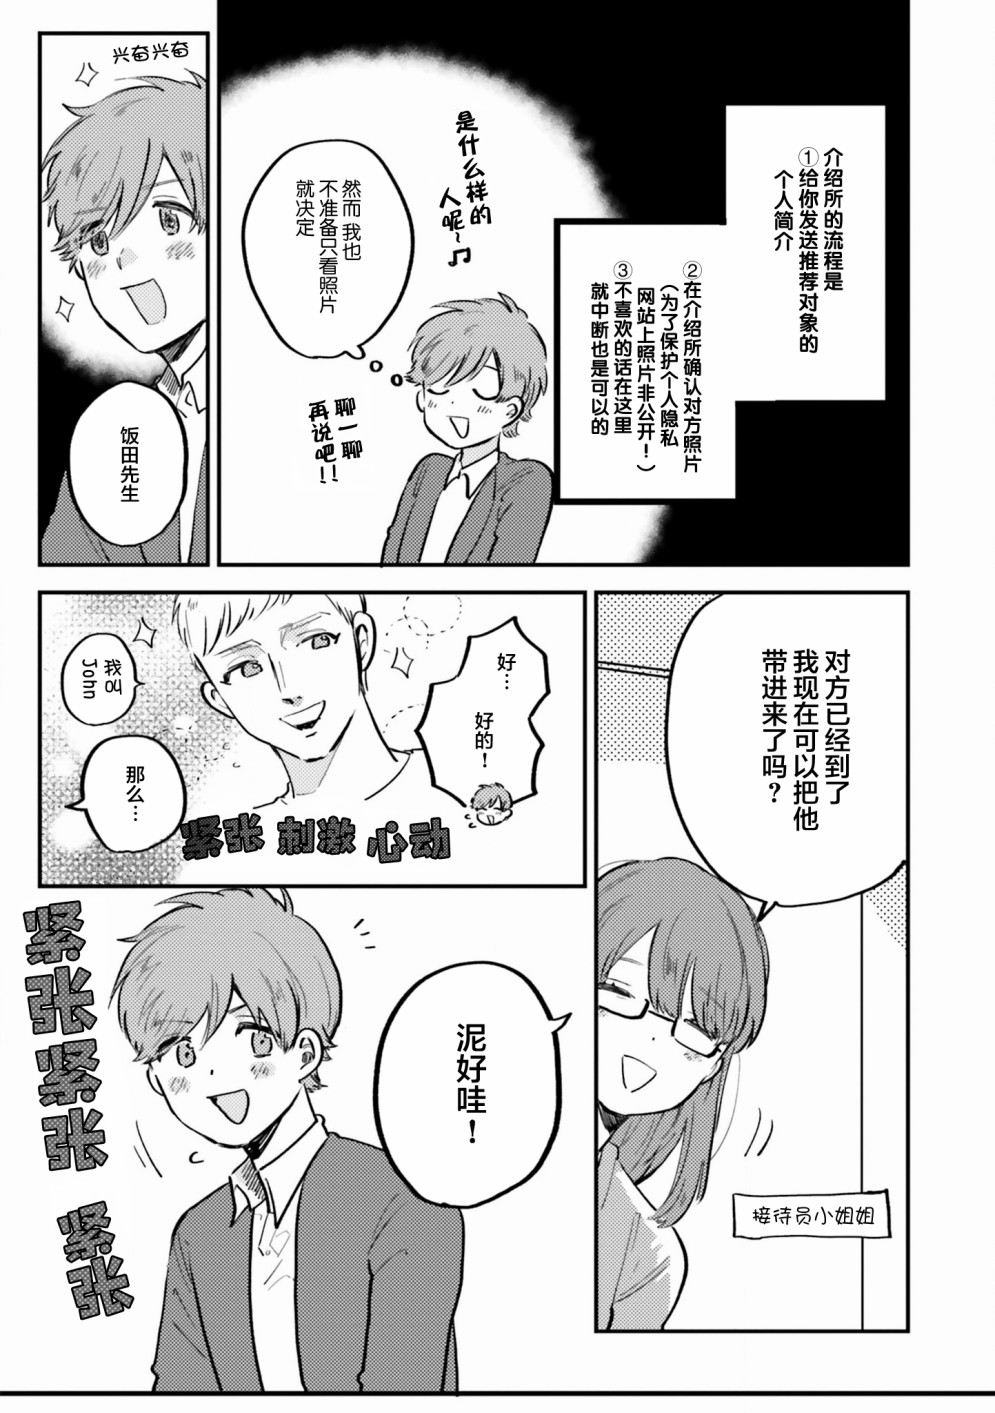 介绍所的流程是
①给你发送推荐对象的
个人简介
②在介绍所确认对方照片
（为了保护个人隐私
网站上照片非公开！）
③不喜欢的话在这里
就中断也是可以的
是什么样的
人呢~♫
然而 我也
不准备只看照片
就决定
聊一聊
再说吧!!
兴奋兴奋
饭田先生
对方已经到了
我现在可以把他
带进来了吗？
接待员小姐姐
好…
好的！
我叫
John
那么…
紧张 刺激 心动
泥好哇！
紧张紧张
紧张